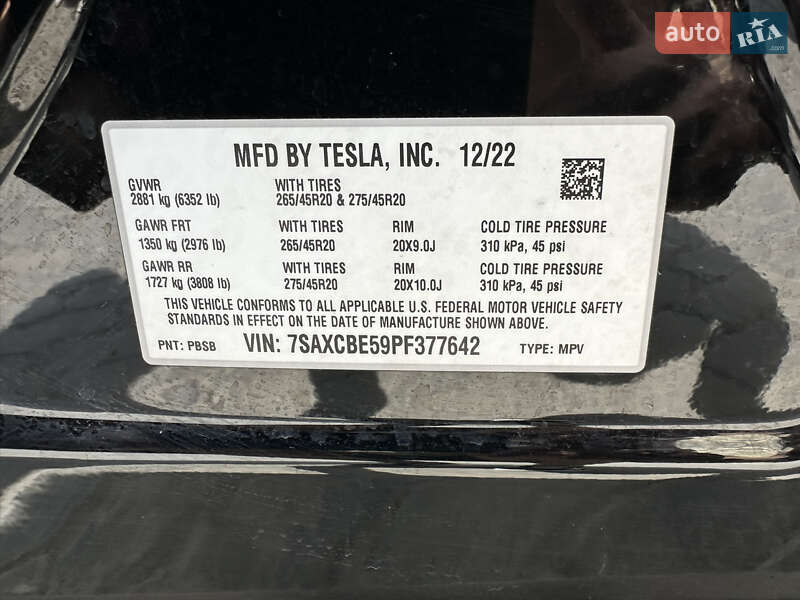 auto RIA.com
MFD BY TESLA, INC. 12/22
GVWR WITH TIRES
2881 kg (6352 lb) 265/45R20 & 275/45R20
GAWR FRT WITH TIRES RIM COLD TIRE PRESSURE
1350 kg (2976 lb) 265/45R20 20X9.0J 310 kPa, 45 psi
GAWR RR WITH TIRES RIM COLD TIRE PRESSURE
1727 kg (3808 lb) 275/45R20 20X10.0J 310 kPa, 45 psi
THIS VEHICLE CONFORMS TO ALL APPLICABLE U.S. FEDERAL MOTOR VEHICLE SAFETY
STANDARDS IN EFFECT ON THE DATE OF MANUFACTURE SHOWN ABOVE.
PNT: PBSB VIN: 7SAXCBE59PF377642 TYPE: MPV